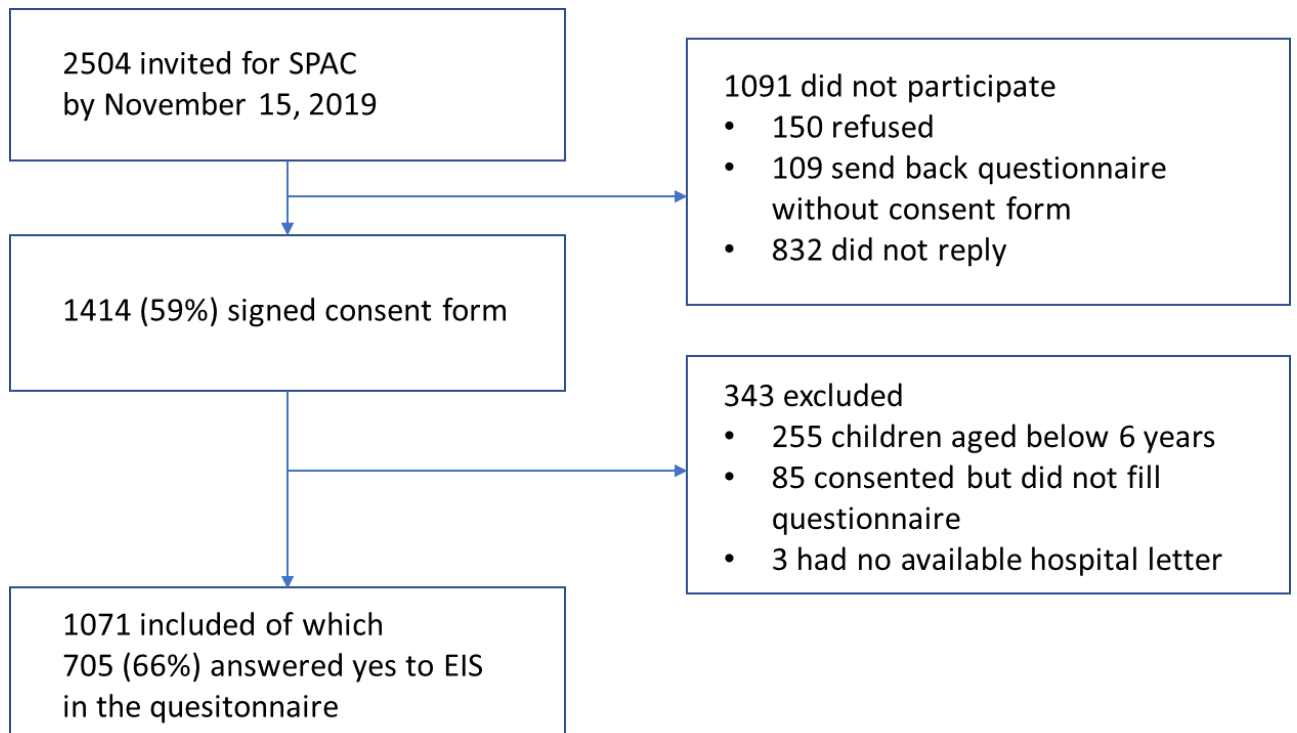 2504 invited for SPAC
by November 15, 2019
1091 did not participate
• 150 refused
• 109 send back questionnaire
without consent form
• 832 did not reply
1414 (59%) signed consent form
343 excluded
• 255 children aged below 6 years
• 85 consented but did not fill
questionnaire
• 3 had no available hospital letter
1071 included of which
705 (66%) answered yes to EIS
in the quesitonnaire